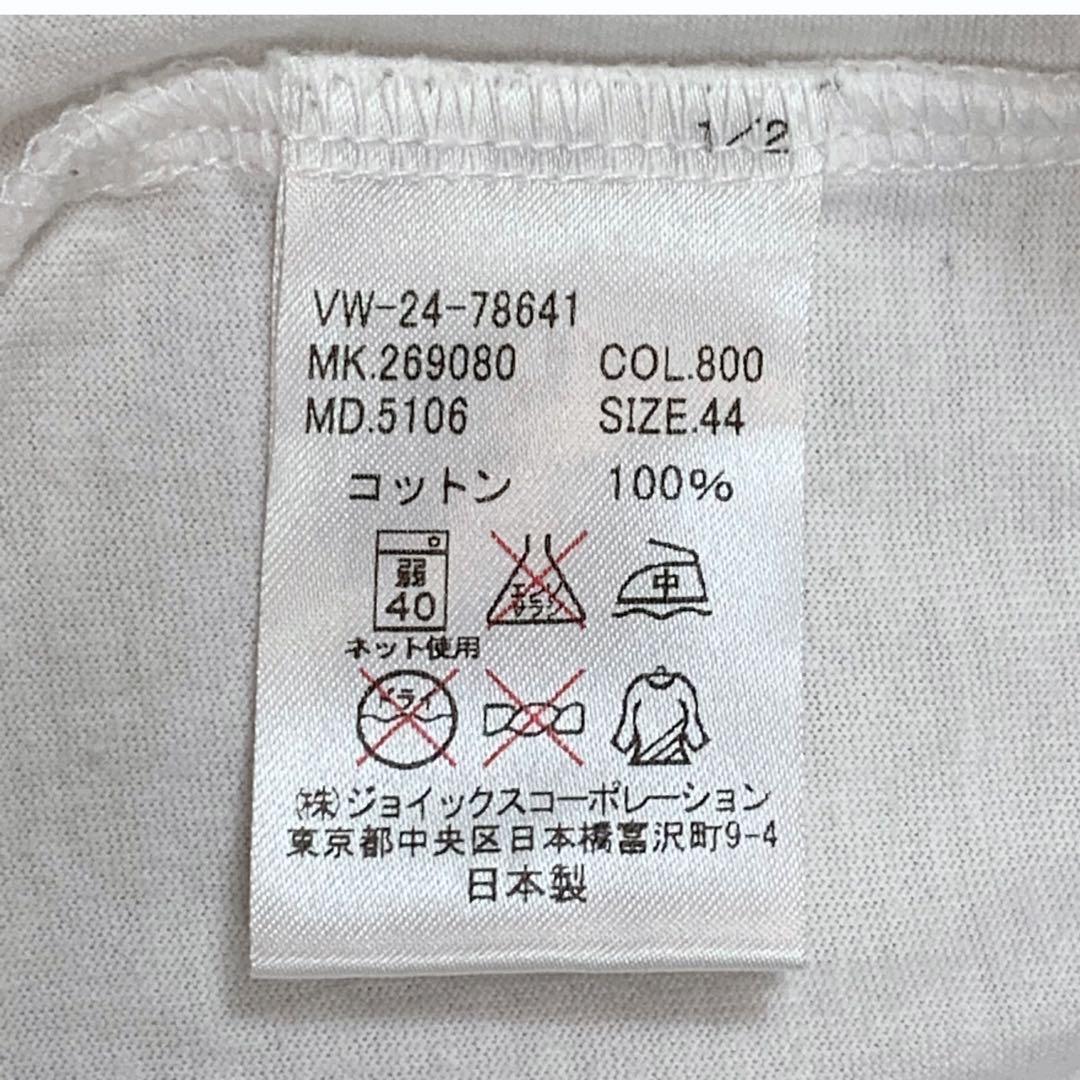 1/2
VW-24-78641
MK.269080 COL.800
MD.5106 SIZE.44
コットン 100%
弱 エンソ 中
40 サラシ
ネット使用
ドライ
㈱ジョイックスコーポレーション
東京都中央区日本橋富沢町9-4
日本製